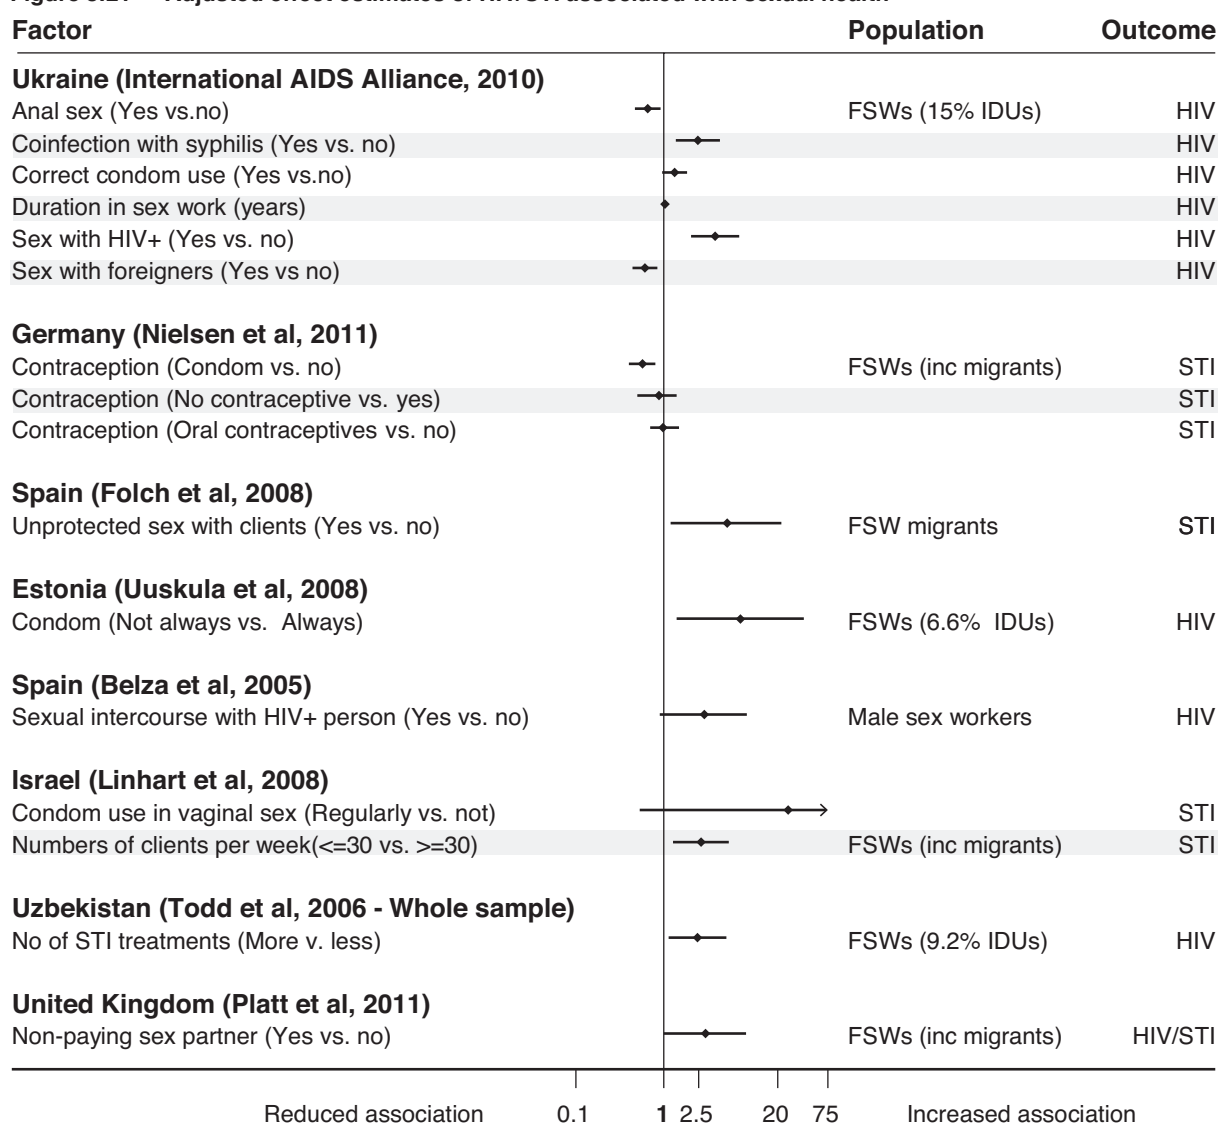 Factor Population Outcome
Ukraine (International AIDS Alliance, 2010)
Anal sex (Yes vs.no) FSWs (15% IDUs) HIV
Coinfection with syphilis (Yes vs. no) HIV
Correct condom use (Yes vs.no) HIV
Duration in sex work (years) HIV
Sex with HIV+ (Yes vs. no) HIV
Sex with foreigners (Yes vs no) HIV
Germany (Nielsen et al, 2011)
Contraception (Condom vs. no) FSWs (inc migrants) STI
Contraception (No contraceptive vs. yes) STI
Contraception (Oral contraceptives vs. no) STI
Spain (Folch et al, 2008)
Unprotected sex with clients (Yes vs. no) FSW migrants STI
Estonia (Uuskula et al, 2008)
Condom (Not always vs. Always) FSWs (6.6% IDUs) HIV
Spain (Belza et al, 2005)
Sexual intercourse with HIV+ person (Yes vs. no) Male sex workers HIV
Israel (Linhart et al, 2008)
Condom use in vaginal sex (Regularly vs. not) STI
Numbers of clients per week(<=30 vs. >=30) FSWs (inc migrants) STI
Uzbekistan (Todd et al, 2006 - Whole sample)
No of STI treatments (More v. less) FSWs (9.2% IDUs) HIV
United Kingdom (Platt et al, 2011)
Non-paying sex partner (Yes vs. no) FSWs (inc migrants) HIV/STI
Reduced association 0.1 1 2.5 20 75 Increased association